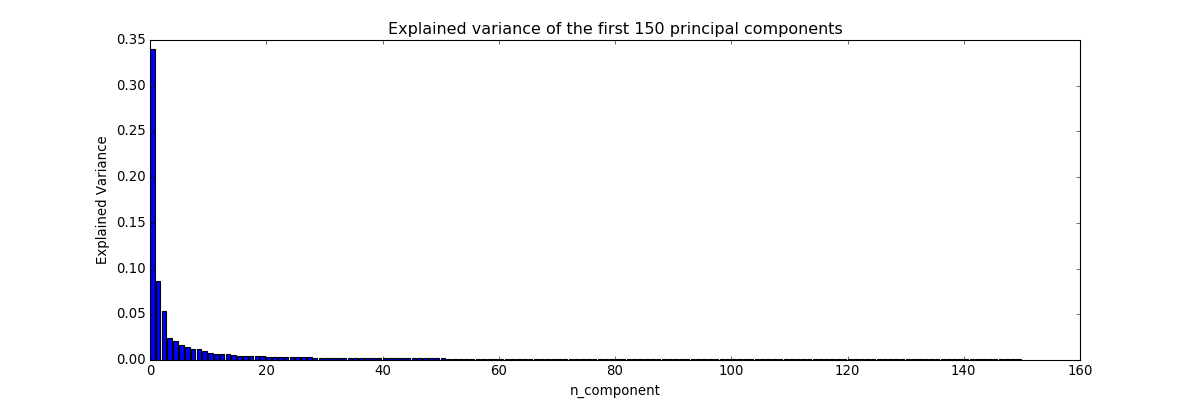 Explained variance of the first 150 principal components
0.35
0.30
0.25
0.20
0.15
0.10
0.05
0.00
Explained Variance
0 20 40 60 80 100 120 140 160
n_component